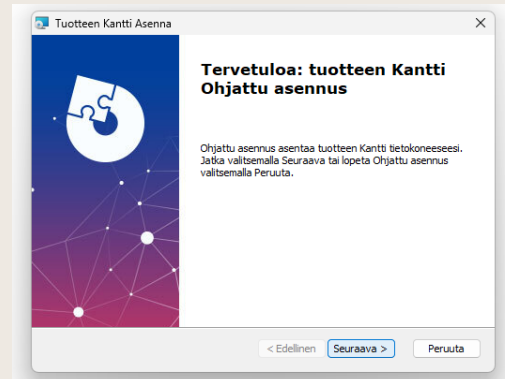 Tuotteen Kantti Asenna
Tervetuloa: tuotteen Kantti
Ohjattu asennus
Ohjattu asennus asentaa tuotteen Kantti tietokoneeseesi.
Jatka valitsemalla Seuraava tai lopeta Ohjattu asennus
valitsemalla Peruuta.
< Edellinen Seuraava > Peruuta